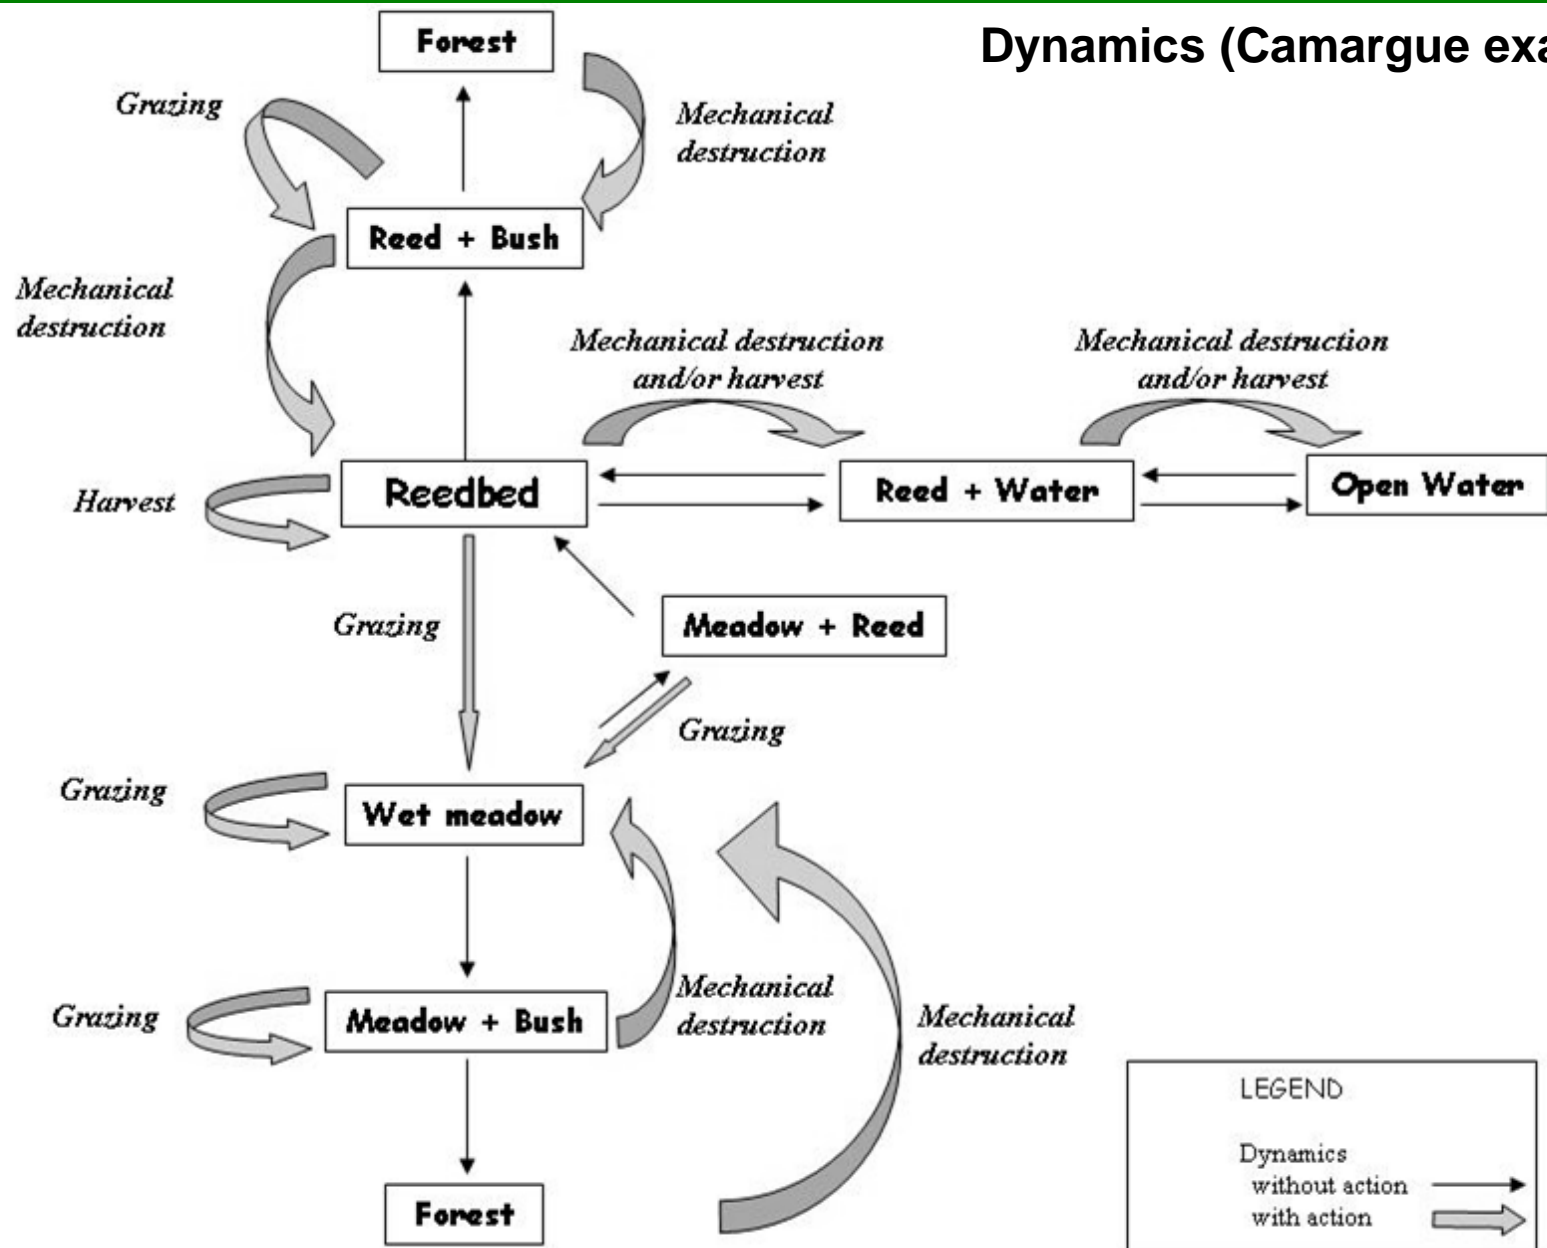 Dynamics (Camargue exa
Forest
Grazing
Mechanical
destruction
Reed + Bush
Mechanical
destruction
Mechanical destruction
and/or harvest
Mechanical destruction
and/or harvest
Harvest
Reedbed
Reed + Water
Open Water
Grazing
Meadow + Reed
Grazing
Grazing
Wet meadow
Grazing
Meadow + Bush
Mechanical
destruction
Mechanical
destruction
Forest
LEGEND
Dynamics
without action
with action